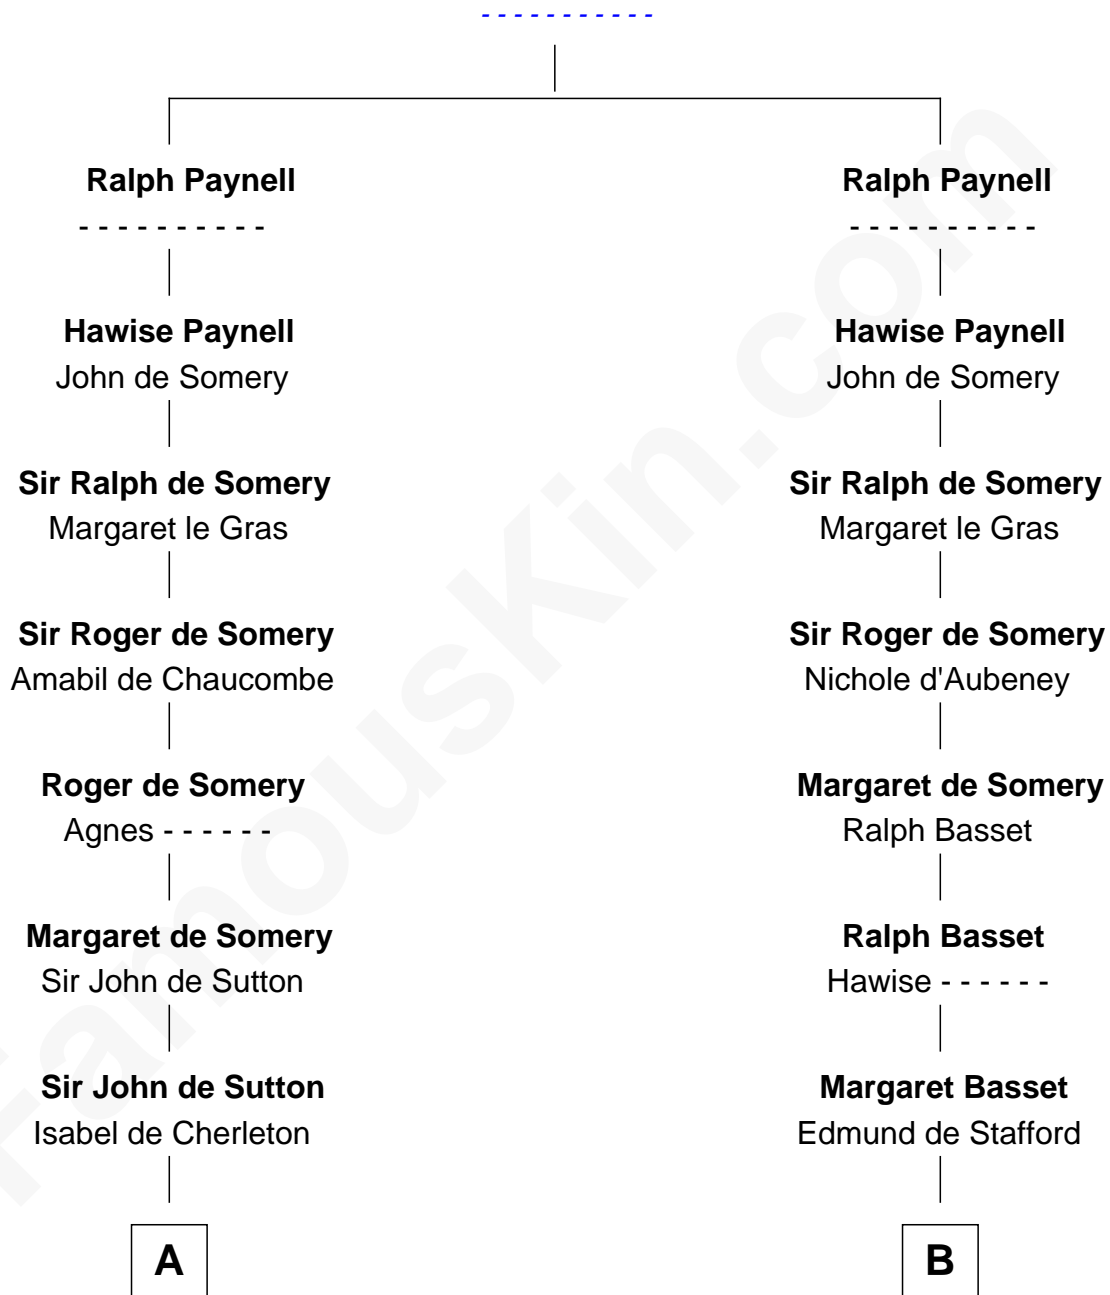 - - - - - - - - - - -
Ralph Paynell
- - - - - - - - - -
Hawise Paynell
John de Somery
Sir Ralph de Somery
Margaret le Gras
Sir Roger de Somery
Amabil de Chaucombe
Roger de Somery
Agnes - - - - - -
Margaret de Somery
Sir John de Sutton
Sir John de Sutton
Isabel de Cherleton
A
Ralph Paynell
- - - - - - - - - -
Hawise Paynell
John de Somery
Sir Ralph de Somery
Margaret le Gras
Sir Roger de Somery
Nichole d'Aubeney
Margaret de Somery
Ralph Basset
Ralph Basset
Hawise - - - - - -
Margaret Basset
Edmund de Stafford
B
FamousKin.com